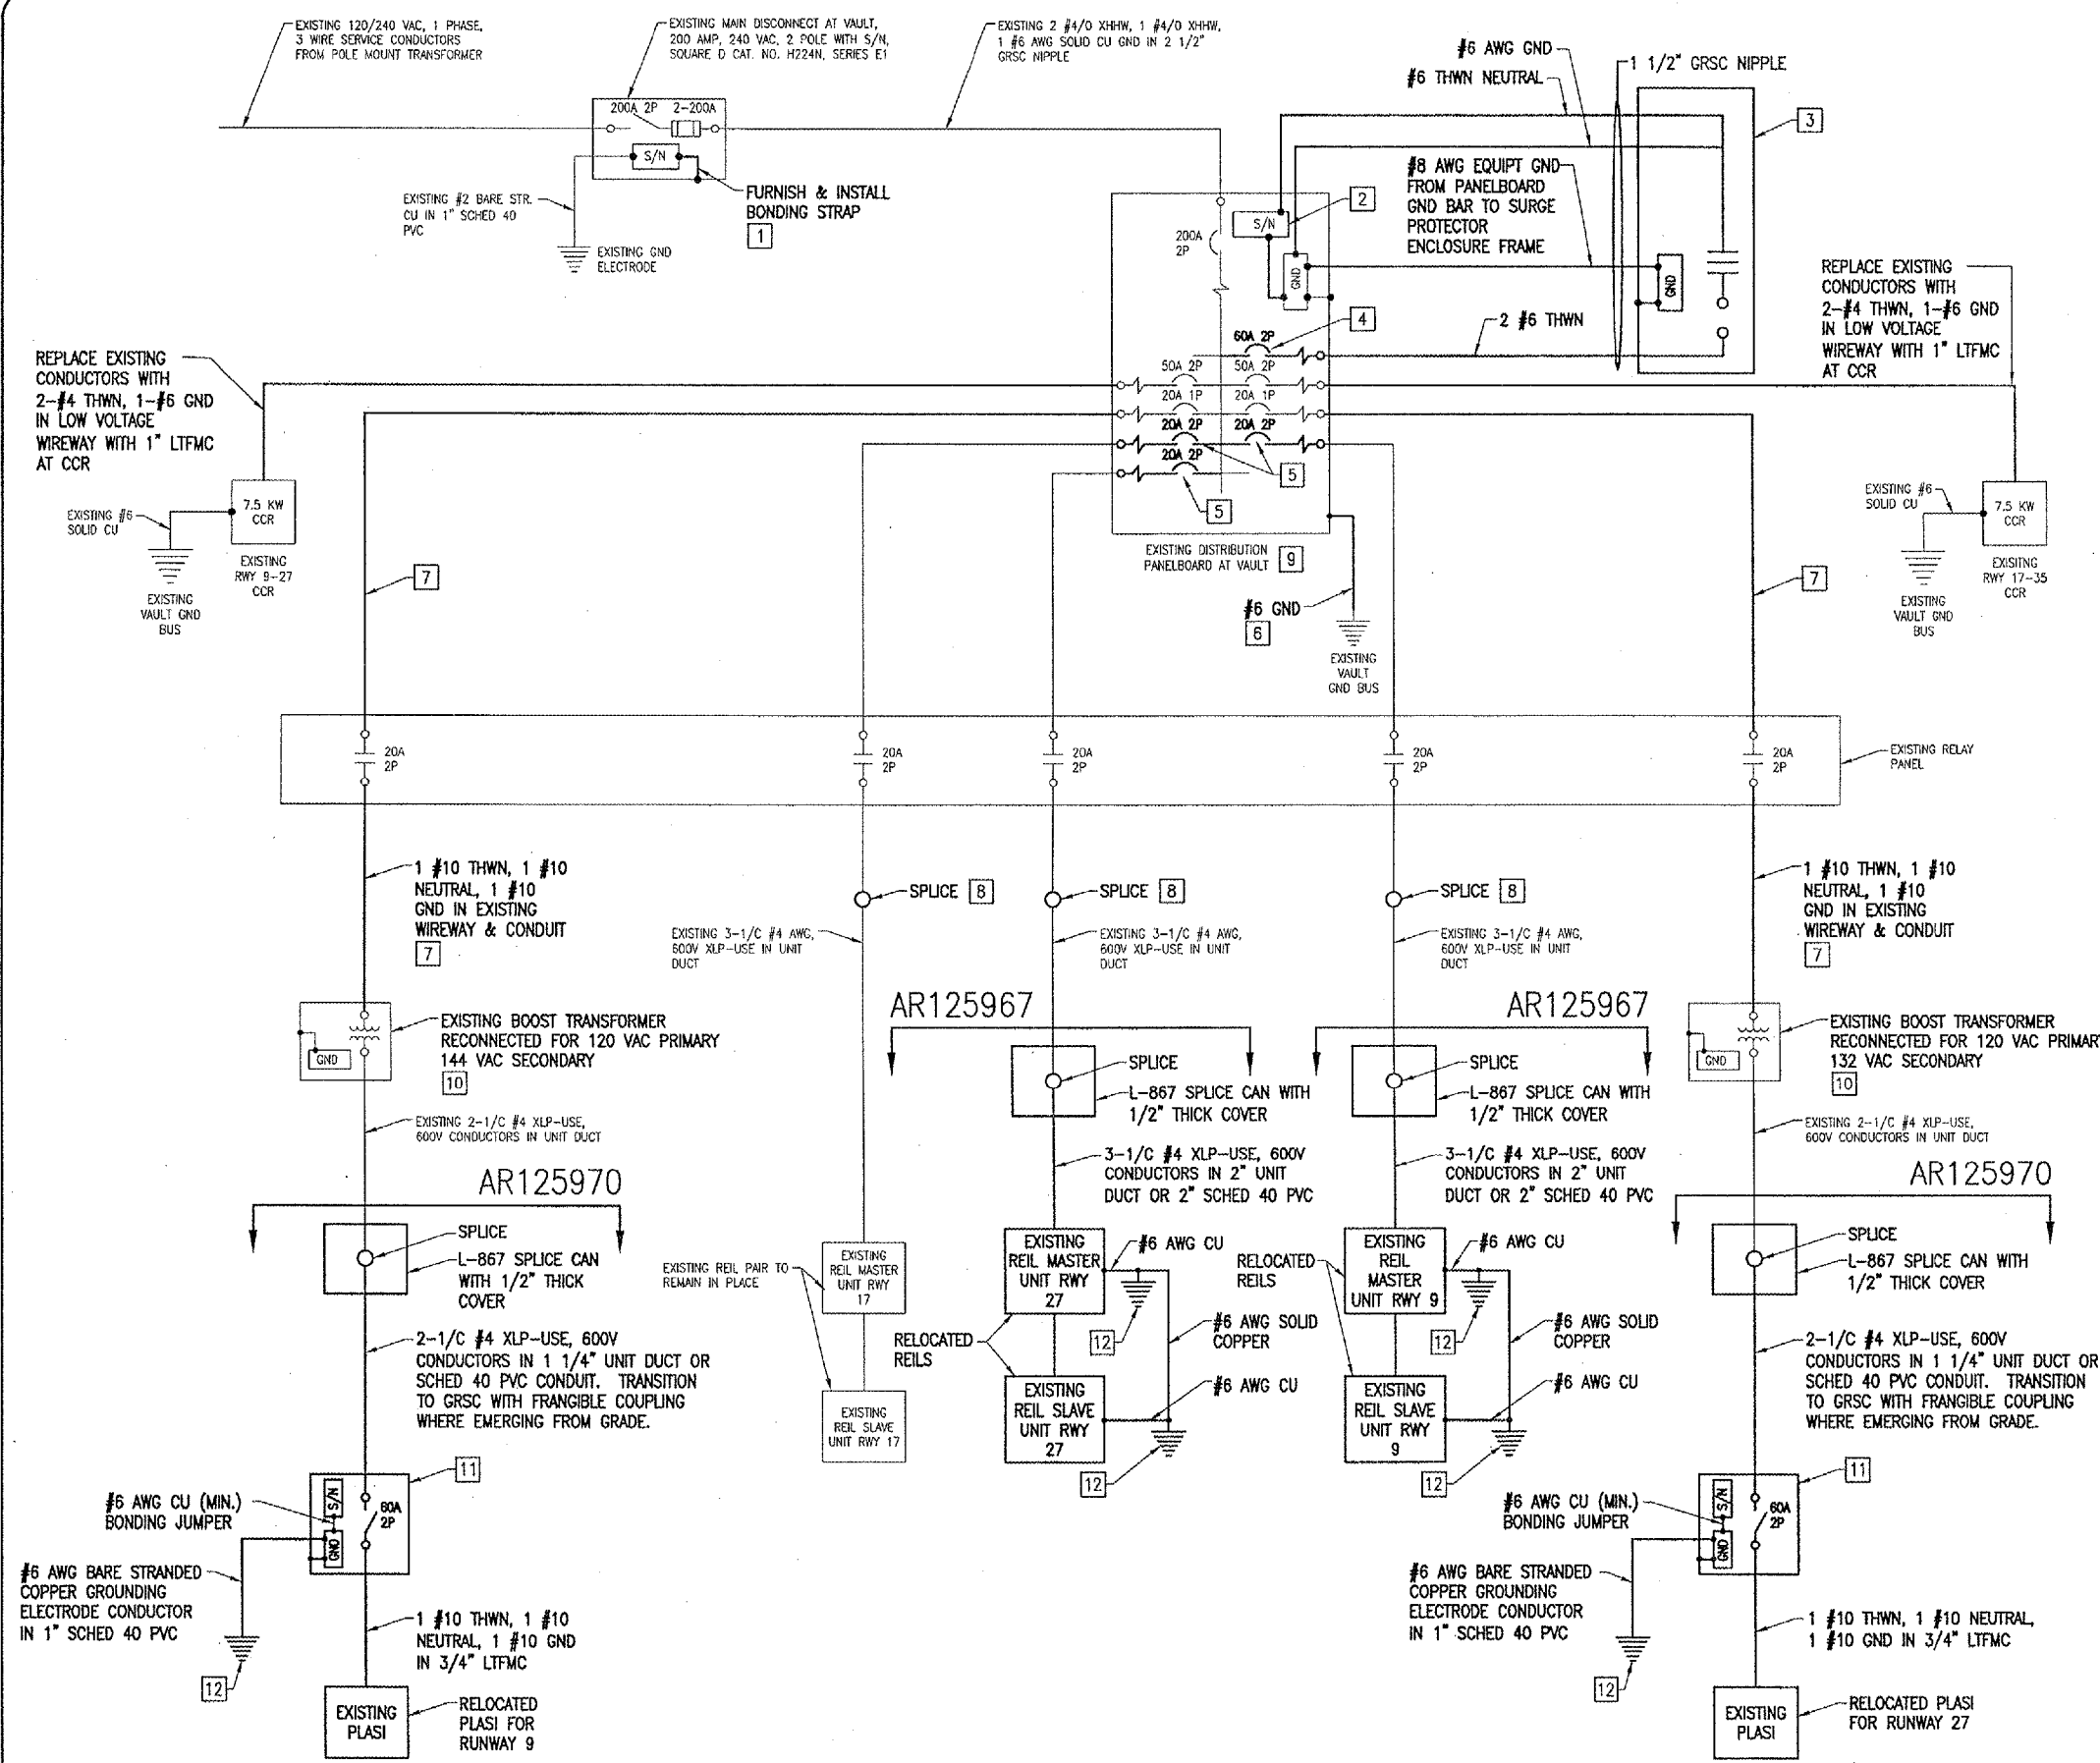 EXISTING 120/240 VAC, 1 PHASE,
3 WIRE SERVICE CONDUCTORS
FROM POLE MOUNT TRANSFORMER
EXISTING MAIN DISCONNECT AT VAULT,
200 AMP, 240 VAC, 2 POLE WITH S/N,
SQUARE D CAT. NO. H224N, SERIES E1
EXISTING 2 #4/0 XHHW, 1 #4/0 XHHW,
1 #6 AWG SOLID CU GND IN 2 1/2"
GRSC NIPPLE
#6 AWG GND
#6 THWN NEUTRAL
1 1/2" GRSC NIPPLE
3
200A 2P 2-200A
S/N
EXISTING #2 BARE STR.
CU IN 1" SCHED 40
PVC
EXISTING GND
ELECTRODE
FURNISH & INSTALL
BONDING STRAP
1
#8 AWG EQUIPT GND
FROM PANELBOARD
GND BAR TO SURGE
PROTECTOR
ENCLOSURE FRAME
2
S/N
200A
2P
GND
GND
4
2 #6 THWN
60A 2P
50A 2P 50A 2P
20A 1P 20A 1P
20A 2P 20A 2P
20A 2P
5
5
REPLACE EXISTING
CONDUCTORS WITH
2-#4 THWN, 1-#6 GND
IN LOW VOLTAGE
WIREWAY WITH 1" LTFMC
AT CCR
REPLACE EXISTING
CONDUCTORS WITH
2-#4 THWN, 1-#6 GND
IN LOW VOLTAGE
WIREWAY WITH 1" LTFMC
AT CCR
EXISTING #6
SOLID CU
7.5 KW
CCR
EXISTING
RWY 9-27
CCR
EXISTING
VAULT GND
BUS
EXISTING DISTRIBUTION
PANELBOARD AT VAULT
9
#6 GND
6
EXISTING
VAULT
GND BUS
EXISTING #6
SOLID CU
7.5 KW
CCR
EXISITNG
RWY 17-35
CCR
EXISTING
VAULT GND
BUS
7
7
20A
2P
20A
2P
20A
2P
20A
2P
20A
2P
EXISTING RELAY
PANEL
1 #10 THWN, 1 #10
NEUTRAL, 1 #10
GND IN EXISTING
WIREWAY & CONDUIT
7
SPLICE 8
SPLICE 8
SPLICE 8
1 #10 THWN, 1 #10
NEUTRAL, 1 #10
GND IN EXISTING
WIREWAY & CONDUIT
7
EXISTING 3-1/C #4 AWG,
600V XLP-USE IN UNIT
DUCT
EXISTING 3-1/C #4 AWG,
600V XLP-USE IN UNIT
DUCT
EXISTING 3-1/C #4 AWG,
600V XLP-USE IN UNIT
DUCT
AR125967
AR125967
GND
EXISTING BOOST TRANSFORMER
RECONNECTED FOR 120 VAC PRIMARY
144 VAC SECONDARY
10
GND
EXISTING BOOST TRANSFORMER
RECONNECTED FOR 120 VAC PRIMARY
132 VAC SECONDARY
10
SPLICE
L-867 SPLICE CAN WITH
1/2" THICK COVER
SPLICE
L-867 SPLICE CAN WITH
1/2" THICK COVER
EXISTING 2-1/C #4 XLP-USE,
600V CONDUCTORS IN UNIT DUCT
EXISTING 2-1/C #4 XLP-USE,
600V CONDUCTORS IN UNIT DUCT
3-1/C #4 XLP-USE, 600V
CONDUCTORS IN 2" UNIT
DUCT OR 2" SCHED 40 PVC
3-1/C #4 XLP-USE, 600V
CONDUCTORS IN 2" UNIT
DUCT OR 2" SCHED 40 PVC
AR125970
AR125970
SPLICE
L-867 SPLICE CAN
WITH 1/2" THICK
COVER
SPLICE
L-867 SPLICE CAN WITH
1/2" THICK COVER
EXISTING REIL PAIR TO
REMAIN IN PLACE
EXISTING
REIL MASTER
UNIT RWY
17
EXISTING
REIL SLAVE
UNIT RWY 17
EXISTING
REIL MASTER
UNIT RWY
27
#6 AWG CU
12
RELOCATED
REILS
#6 AWG SOLID
COPPER
EXISTING
REIL SLAVE
UNIT RWY
27
#6 AWG CU
12
RELOCATED
REILS
EXISTING
REIL
MASTER
UNIT RWY 9
#6 AWG CU
12
#6 AWG SOLID
COPPER
EXISTING
REIL SLAVE
UNIT RWY
9
#6 AWG CU
12
2-1/C #4 XLP-USE, 600V
CONDUCTORS IN 1 1/4" UNIT DUCT OR
SCHED 40 PVC CONDUIT. TRANSITION
TO GRSC WITH FRANGIBLE COUPLING
WHERE EMERGING FROM GRADE.
2-1/C #4 XLP-USE, 600V
CONDUCTORS IN 1 1/4" UNIT DUCT OR
SCHED 40 PVC CONDUIT. TRANSITION
TO GRSC WITH FRANGIBLE COUPLING
WHERE EMERGING FROM GRADE.
11
S/N
GND
60A
2P
#6 AWG CU (MIN.)
BONDING JUMPER
#6 AWG BARE STRANDED
COPPER GROUNDING
ELECTRODE CONDUCTOR
IN 1" SCHED 40 PVC
12
1 #10 THWN, 1 #10
NEUTRAL, 1 #10 GND
IN 3/4" LTFMC
EXISTING
PLASI
RELOCATED
PLASI FOR
RUNWAY 9
11
S/N
GND
60A
2P
#6 AWG CU (MIN.)
BONDING JUMPER
#6 AWG BARE STRANDED
COPPER GROUNDING
ELECTRODE CONDUCTOR
IN 1" SCHED 40 PVC
12
1 #10 THWN, 1 #10 NEUTRAL,
1 #10 GND IN 3/4" LTFMC
EXISTING
PLASI
RELOCATED PLASI
FOR RUNWAY 27